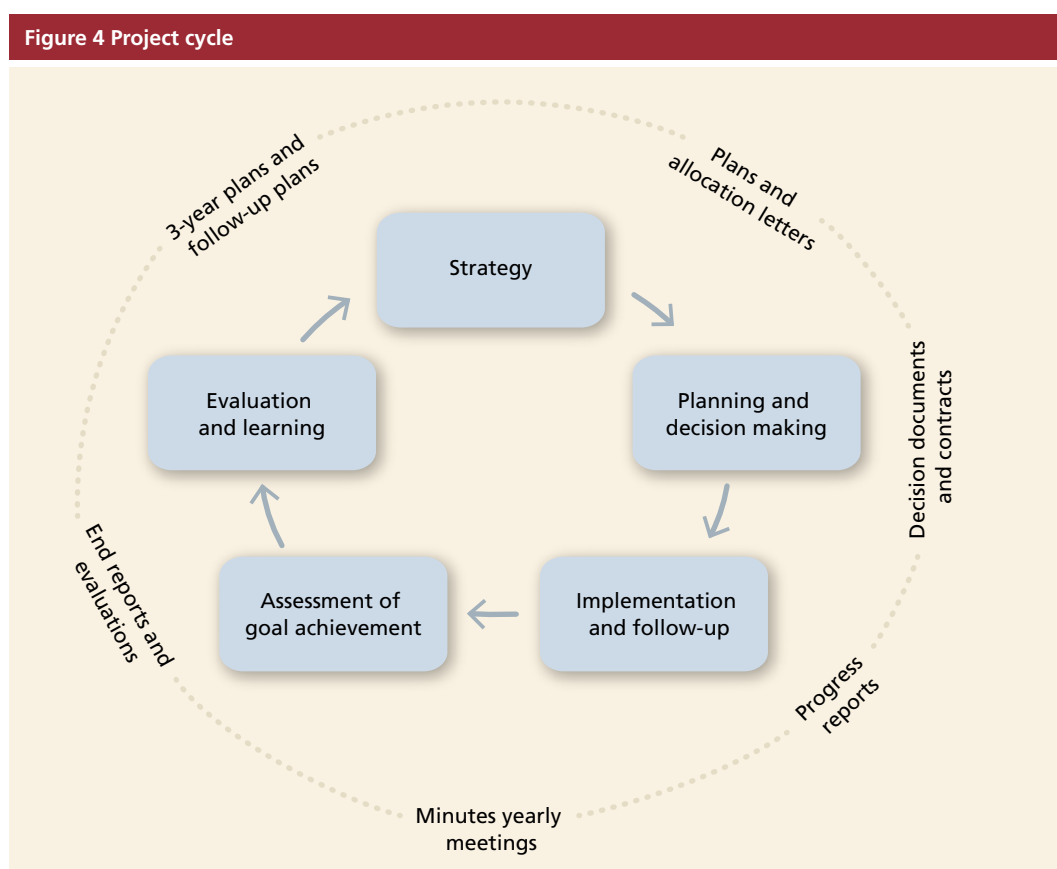 Figure 4 Project cycle
3-year plans and
follow-up plans
Plans and
allocation letters
Strategy
Evaluation
and learning
Planning and
decision making
Decision documents
and contracts
End reports and
evaluations
Assessment of
goal achievement
Implementation
and follow-up
Progress
reports
Minutes yearly
meetings